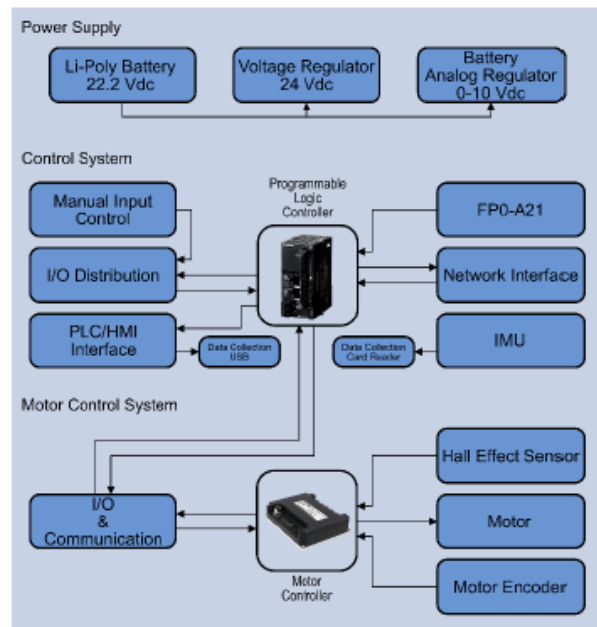 Power Supply
Li-Poly Battery
22.2 Vdc
Voltage Regulator
24 Vdc
Battery
Analog Regulator
0-10 Vdc
Control System
Programmable
Logic
Controller
Manual Input
Control
FP0-A21
I/O Distribution
Network Interface
PLC/HMI
Interface
Data Collection
USB
Data Collection
Card Reader
IMU
Motor Control System
Hall Effect Sensor
I/O
&
Communication
Motor
Motor
Controller
Motor Encoder